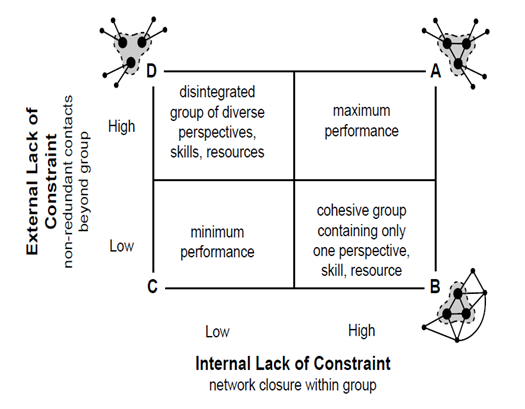 D
A
High
disintegrated
group of diverse
perspectives,
skills, resources
maximum
performance
External Lack of
Constraint
non-redundant contacts
beyond group
Low
minimum
performance
cohesive group
containing only
one perspective,
skill, resource
C
B
Low
High
Internal Lack of Constraint
network closure within group